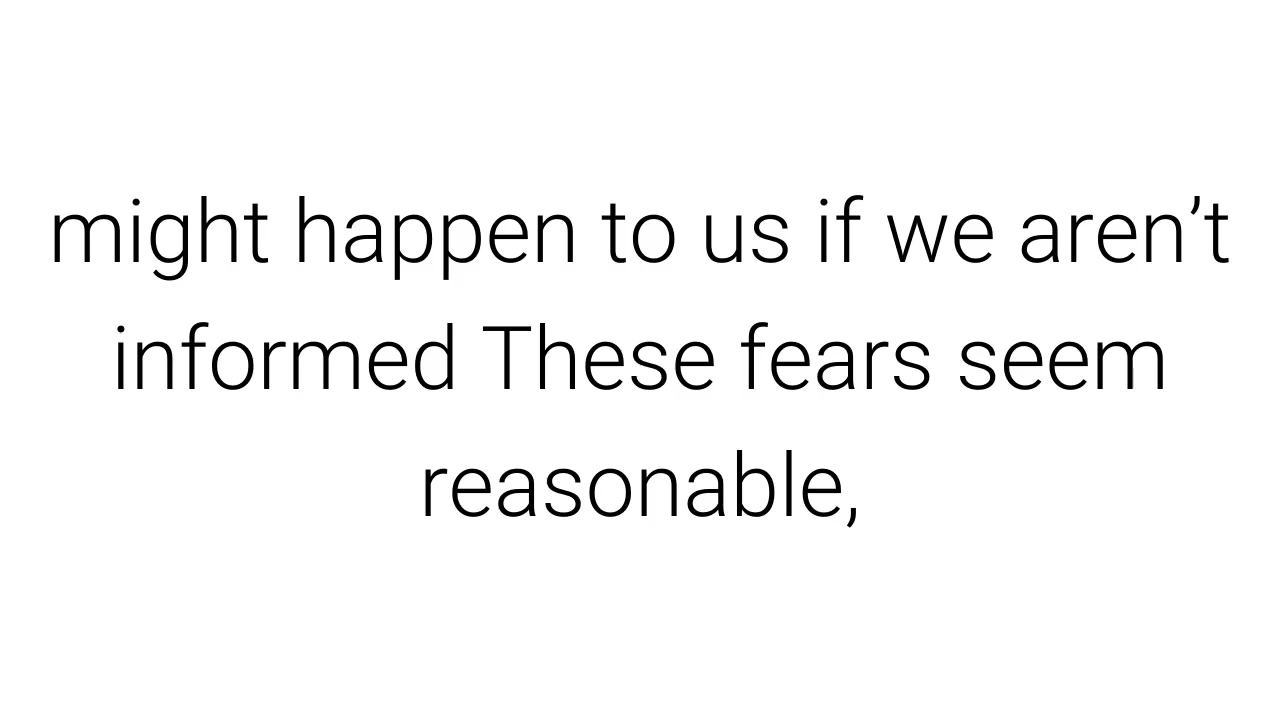 might happen to us if we aren’t
informed These fears seem
reasonable,